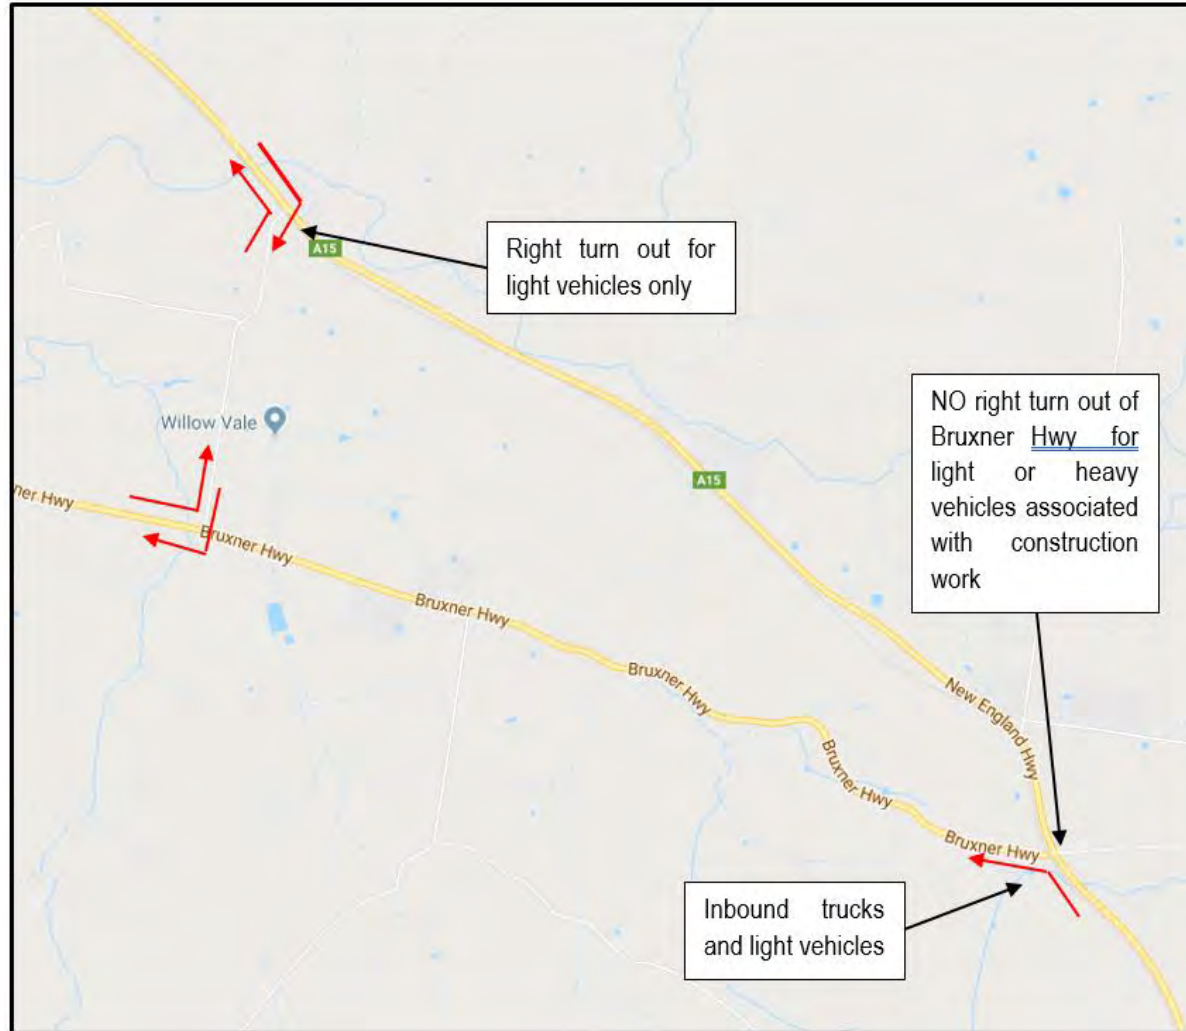 A15
Right turn out for
light vehicles only
NO right turn out of
Bruxner Hwy for
light or heavy
vehicles associated
with construction
work
Willow Vale
A15
ner Hwy
Bruxner Hwy
Bruxner Hwy
Bruxner Hwy
New England Hwy
Bruxner Hwy
Bruxner Hwy
Inbound trucks
and light vehicles